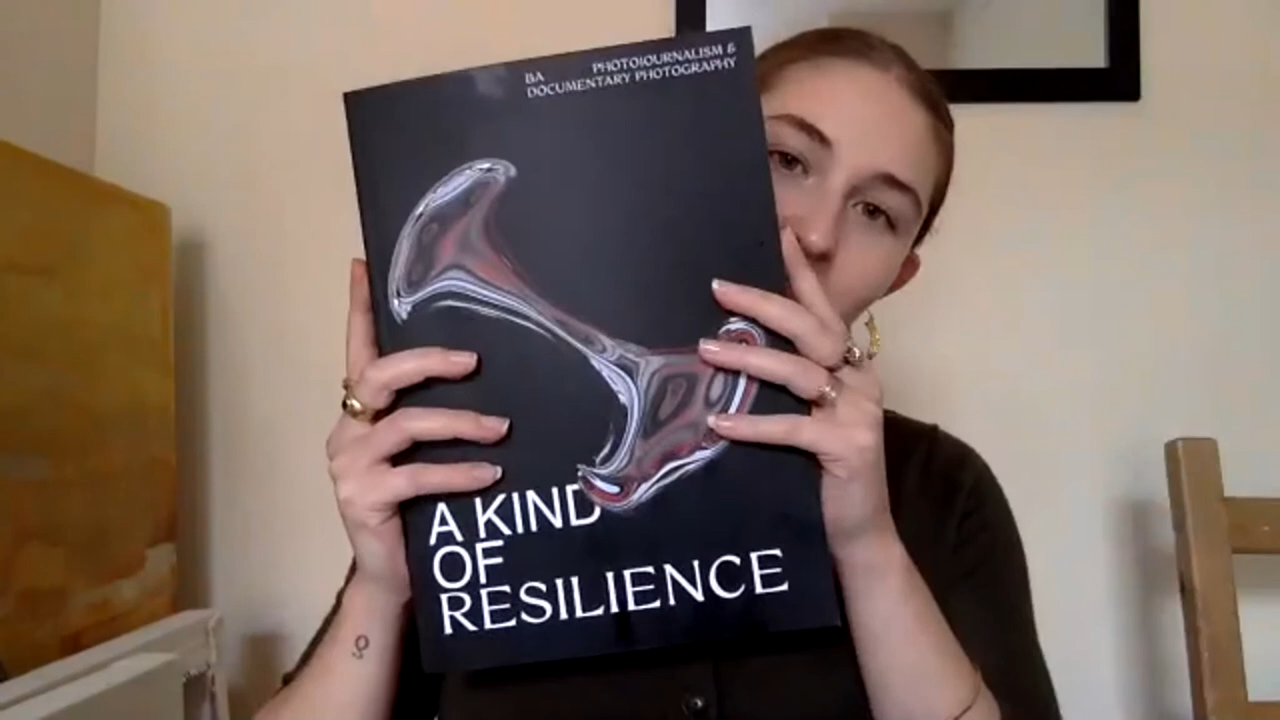 BA PHOTOJOURNALISM &
DOCUMENTARY PHOTOGRAPHY
A KIND
OF
RESILIENCE